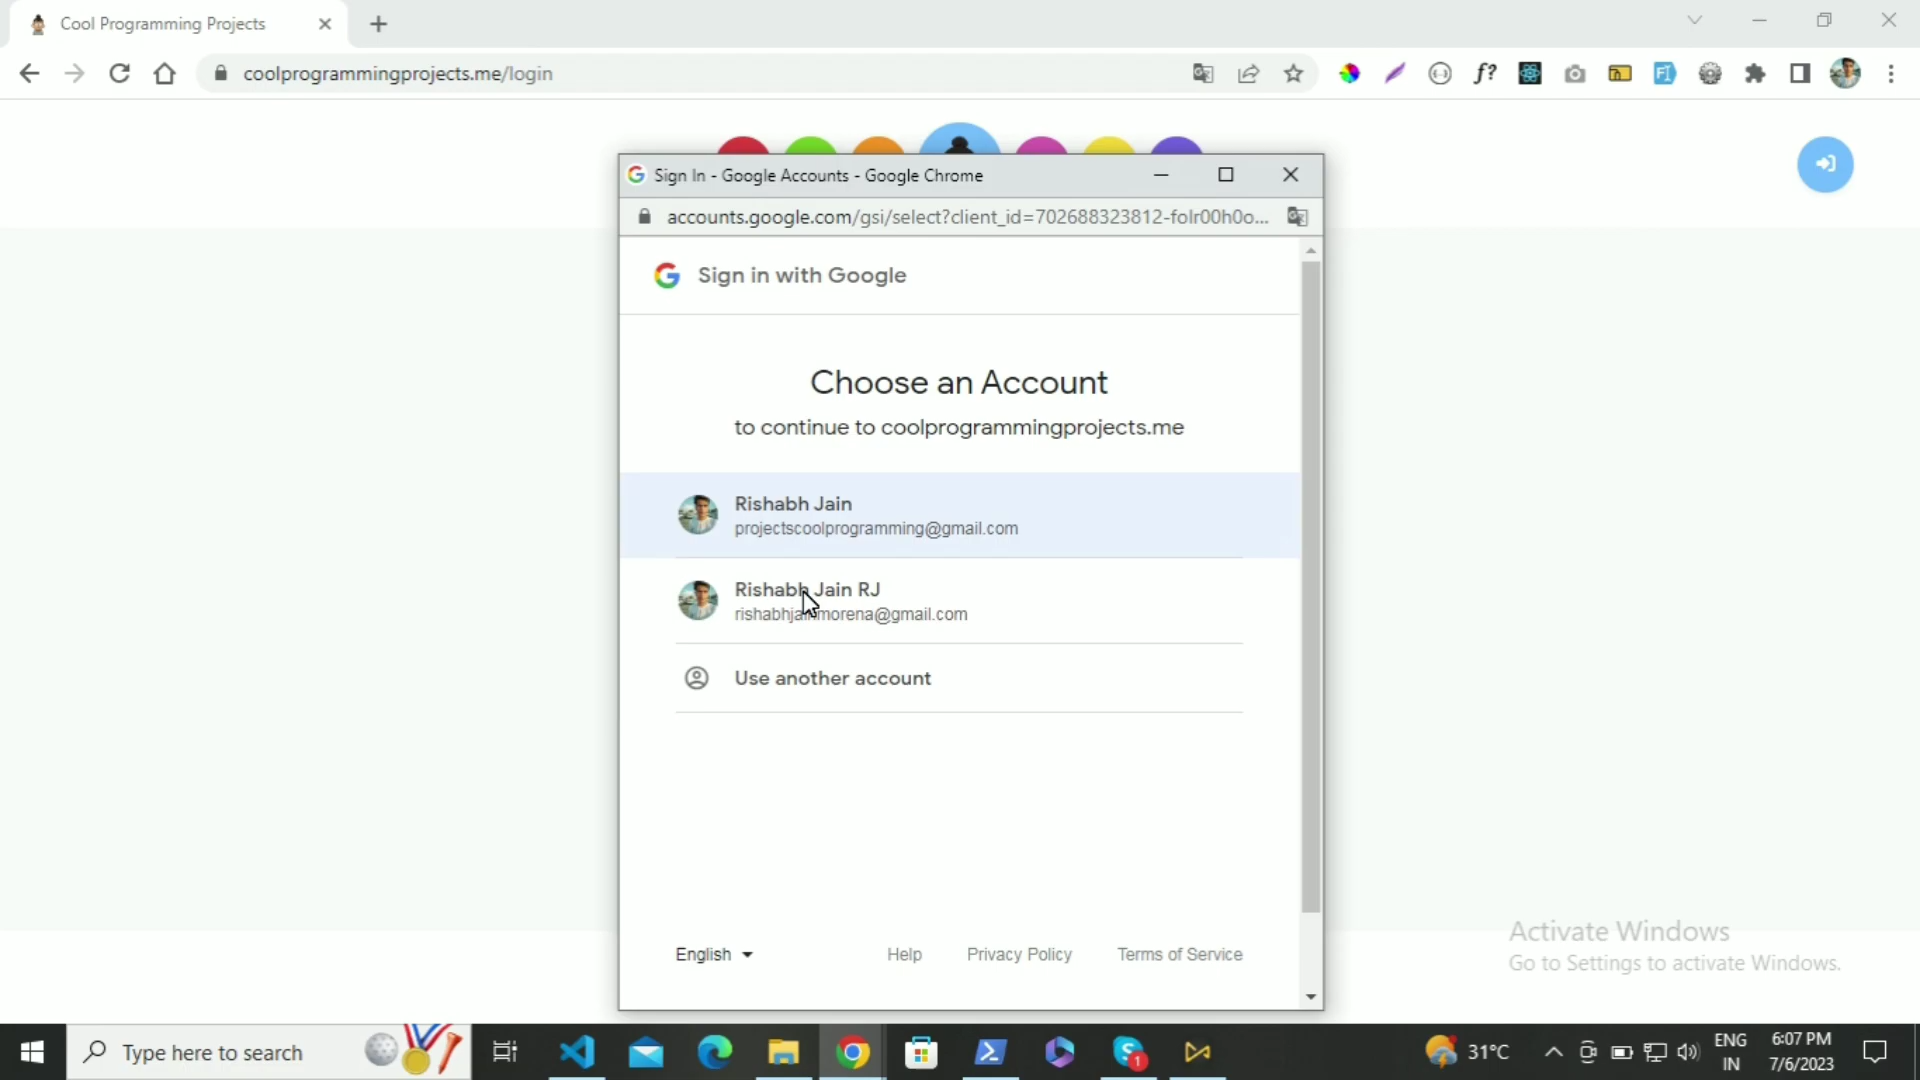 Cool Programming Projects
coolprogrammingprojects.me/login
f?
Sign In - Google Accounts - Google Chrome
accounts.google.com/gsi/select?client_id=702688323812-folr00h0o...
Sign in with Google
Choose an Account
to continue to coolprogrammingprojects.me
Rishabh Jain
projectscoolprogramming@gmail.com
Rishabh Jain RJ
rishabhjainmorena@gmail.com
Use another account
English
Help
Privacy Policy
Terms of Service
Activate Windows
Go to Settings to activate Windows.
Type here to search
31°C
ENG
IN
6:07 PM
7/6/2023